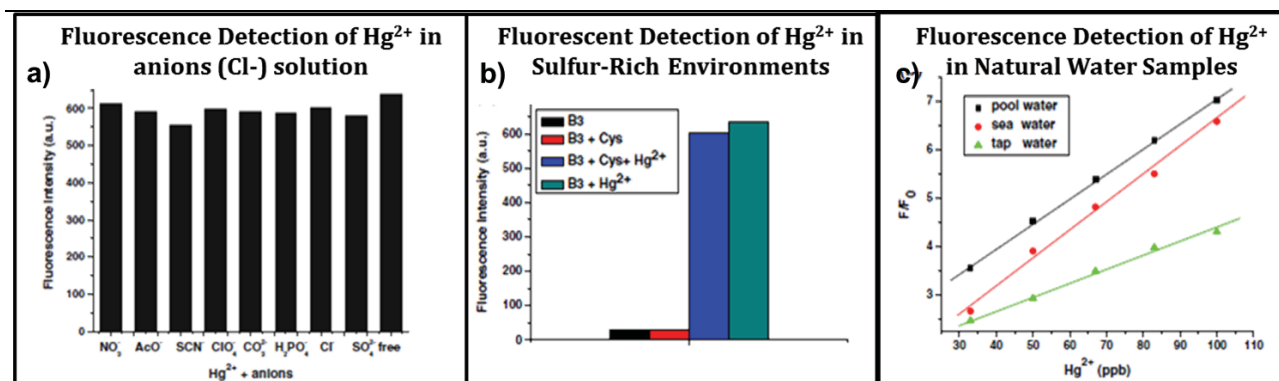 Fluorescence Detection of Hg²⁺ in
anions (Cl-) solution
a)
Fluorescence Intensity (a.u.)
600
500
400
300
200
100
0
NO₃⁻ AcO⁻ SCN⁻ ClO₄⁻ CO₃²⁻ H₂PO₄⁻ Cl⁻ SO₄²⁻ free
Hg²⁺ + anions
Fluorescent Detection of Hg²⁺ in
Sulfur-Rich Environments
b)
Fluorescence Intensity (a.u.)
600
500
400
300
200
100
0
B3
B3 + Cys
B3 + Cys+ Hg²⁺
B3 + Hg²⁺
Fluorescence Detection of Hg²⁺
in Natural Water Samples
c)
F/F₀
7
6
5
4
3
pool water
sea water
tap water
30 40 50 60 70 80 90 100 110
Hg²⁺ (ppb)